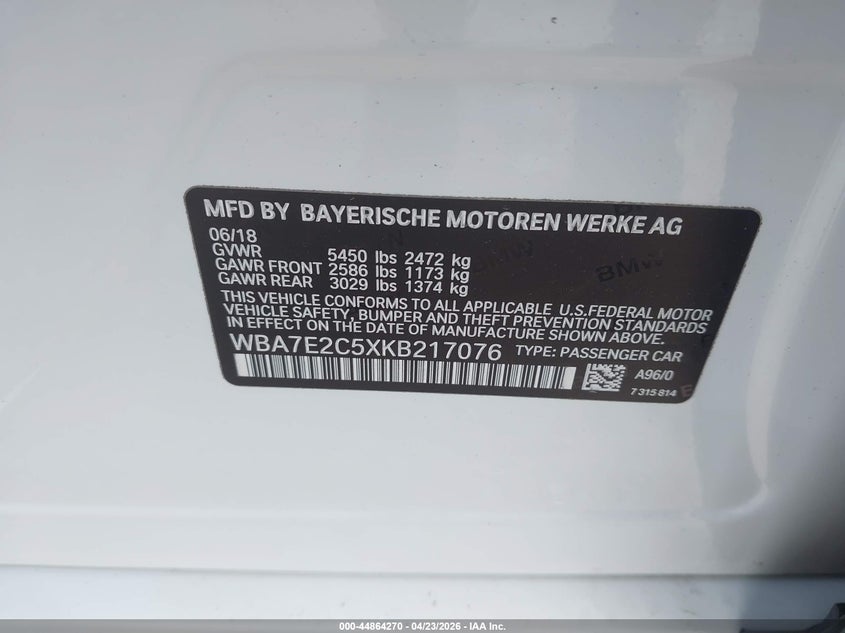 MFD BY BAYERISCHE MOTOREN WERKE AG
06/18
GVWR 5450 lbs 2472 kg
GAWR FRONT 2586 lbs 1173 kg
GAWR REAR 3029 lbs 1374 kg
THIS VEHICLE CONFORMS TO ALL APPLICABLE U.S.FEDERAL MOTOR
VEHICLE SAFETY, BUMPER AND THEFT PREVENTION STANDARDS
IN EFFECT ON THE DATE OF MANUFACTURE SHOWN ABOVE.
WBA7E2C5XKB217076 TYPE: PASSENGER CAR
A96/0
7 315 814
BMW
BMW
000-44864270 - 04/23/2026 - IAA Inc.